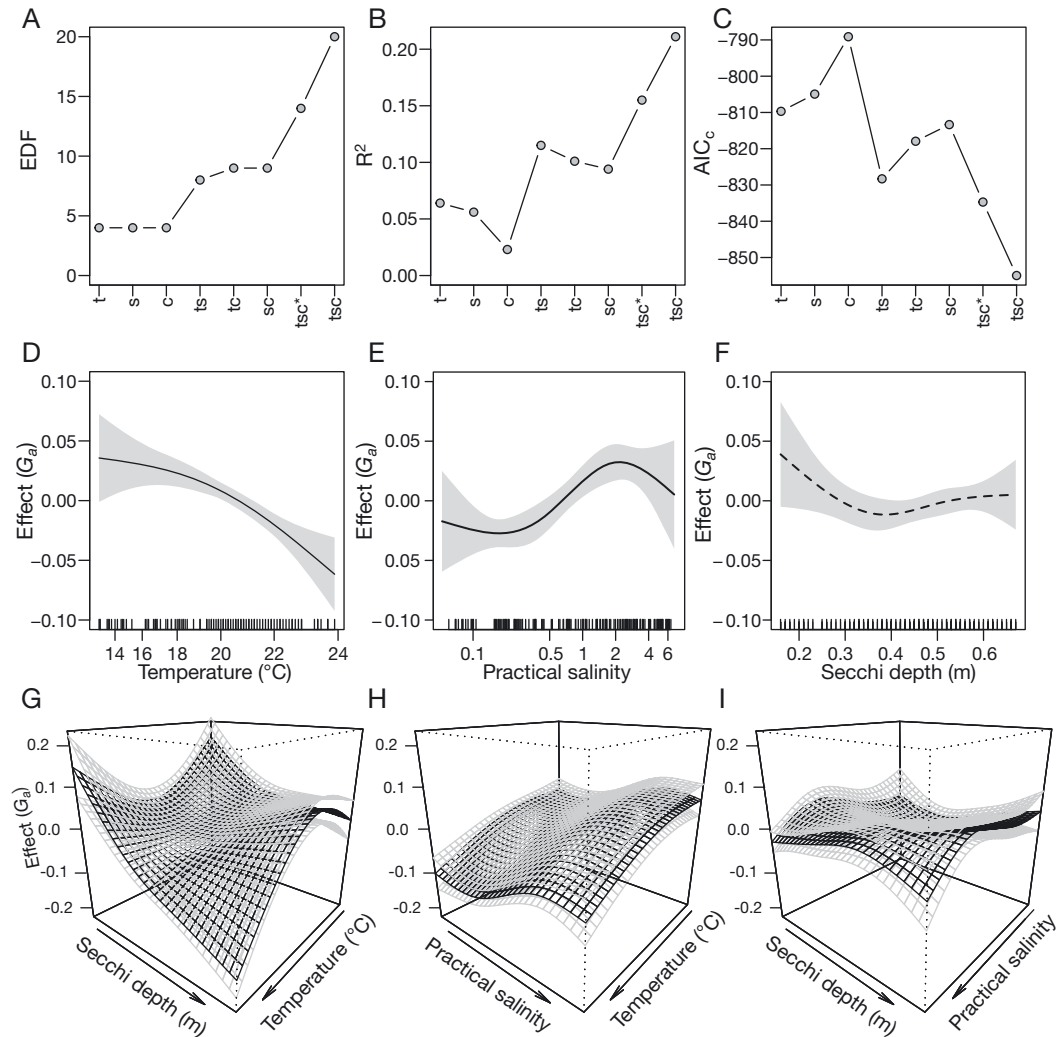 A
B
C
EDF
20
15
10
5
0
t
s
c
ts
tc
sc
tsc*
tsc
R2
0.20
0.15
0.10
0.05
0.00
t
s
c
ts
tc
sc
tsc*
tsc
AICc
−790
−800
−810
−820
−830
−840
−850
t
s
c
ts
tc
sc
tsc*
tsc
D
E
F
Effect (Ga)
0.10
0.05
0.00
−0.05
−0.10
14 16 18 20 22 24
Temperature (°C)
Effect (Ga)
0.10
0.05
0.00
−0.05
−0.10
0.1 0.5 1 2 4 6
Practical salinity
Effect (Ga)
0.10
0.05
0.00
−0.05
−0.10
0.2 0.3 0.4 0.5 0.6
Secchi depth (m)
G
H
I
Effect (Ga)
0.2
0.1
0.0
-0.1
-0.2
Secchi depth (m)
Temperature (°C)
0.2
0.1
0.0
-0.1
-0.2
Practical salinity
Temperature (°C)
0.2
0.1
0.0
-0.1
-0.2
Secchi depth (m)
Practical salinity